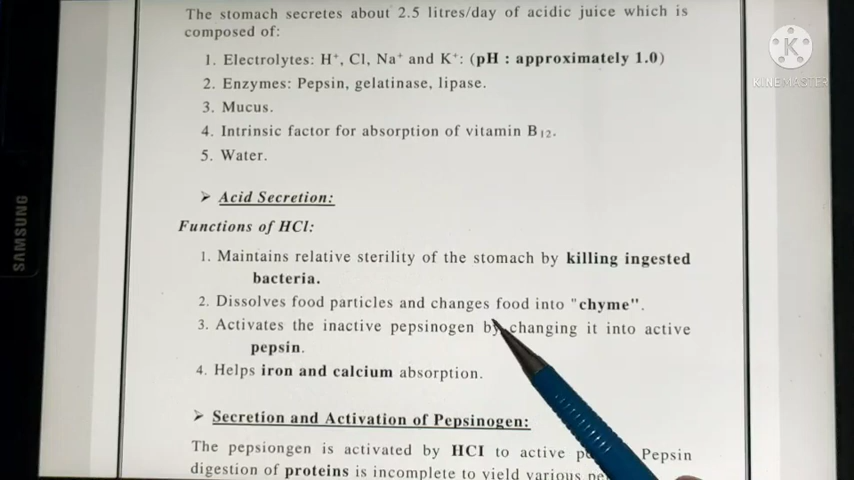 The stomach secretes about 2.5 litres/day of acidic juice which is
composed of:
1. Electrolytes: H⁺, Cl, Na⁺ and K⁺: (pH : approximately 1.0)
2. Enzymes: Pepsin, gelatinase, lipase.
3. Mucus.
4. Intrinsic factor for absorption of vitamin B₁₂.
5. Water.
➢ Acid Secretion:
Functions of HCl:
1. Maintains relative sterility of the stomach by killing ingested
bacteria.
2. Dissolves food particles and changes food into "chyme".
3. Activates the inactive pepsinogen by changing it into active
pepsin.
4. Helps iron and calcium absorption.
➢ Secretion and Activation of Pepsinogen:
The pepsiongen is activated by HCI to active Pepsin
digestion of proteins is incomplete to yield various
SAMSUNG
K
KINEMASTER